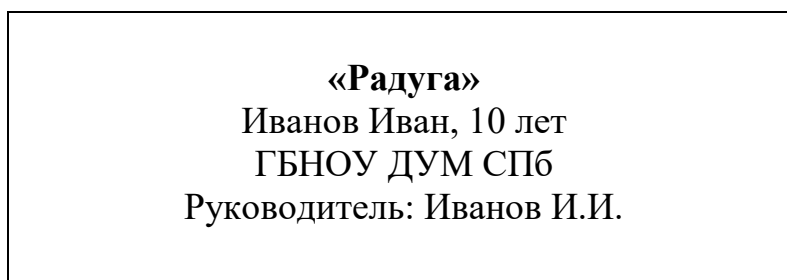 «Радуга»
Иванов Иван, 10 лет
ГБНОУ ДУМ СПб
Руководитель: Иванов И.И.